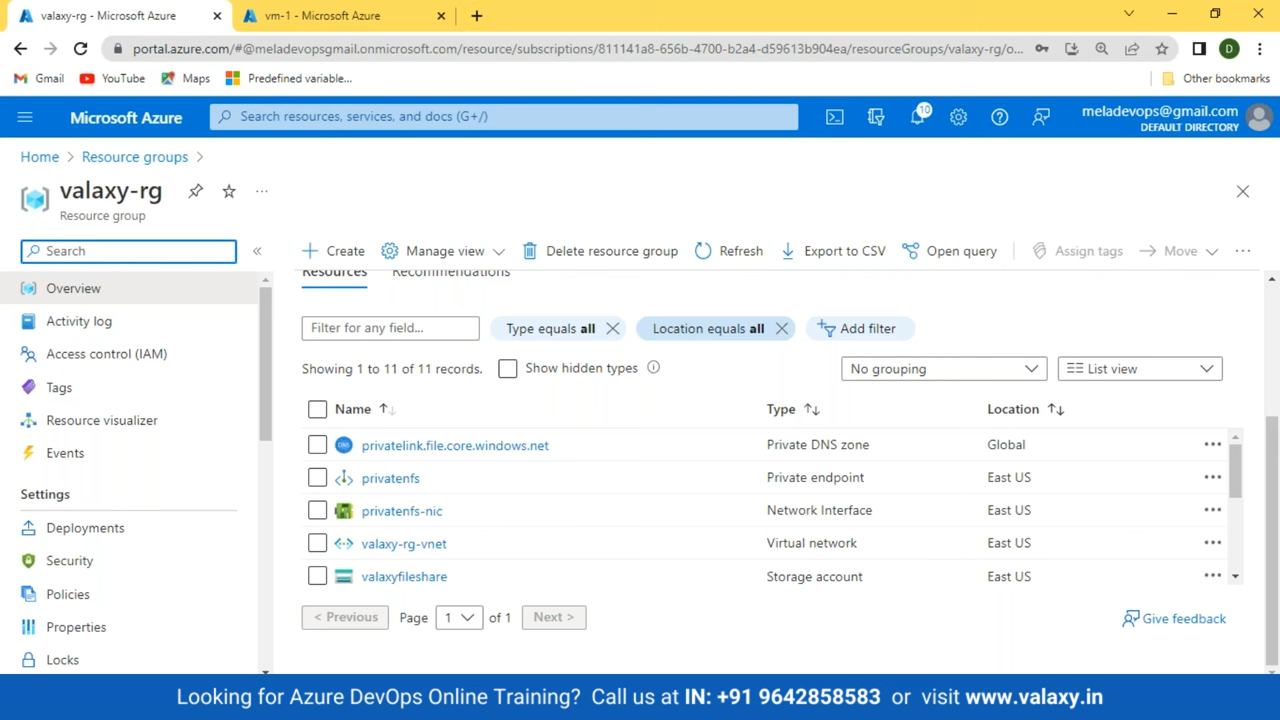 valaxy-rg - Microsoft Azure
vm-1 - Microsoft Azure
portal.azure.com/#@meladevopsgmail.onmicrosoft.com/resource/subscriptions/811141a8-656b-4700-b2a4-d59613b904ea/resourceGroups/valaxy-rg/o...
D
Gmail YouTube Maps Predefined variable... Other bookmarks
Microsoft Azure
Search resources, services, and docs (G+/)
10
meladevops@gmail.com
DEFAULT DIRECTORY
Home > Resource groups >
valaxy-rg
Resource group
Search
Create Manage view Delete resource group Refresh Export to CSV Open query Assign tags Move
Overview
Activity log
Access control (IAM)
Tags
Resource visualizer
Events
Settings
Deployments
Security
Policies
Properties
Locks
Resources Recommendations
Filter for any field... Type equals all Location equals all Add filter
Showing 1 to 11 of 11 records. Show hidden types No grouping List view
Name Type Location
DNS privatelink.file.core.windows.net Private DNS zone Global
privatenfs Private endpoint East US
privatenfs-nic Network Interface East US
valaxy-rg-vnet Virtual network East US
valaxyfileshare Storage account East US
< Previous Page 1 of 1 Next >
Give feedback
Looking for Azure DevOps Online Training? Call us at IN: +91 9642858583 or visit www.valaxy.in